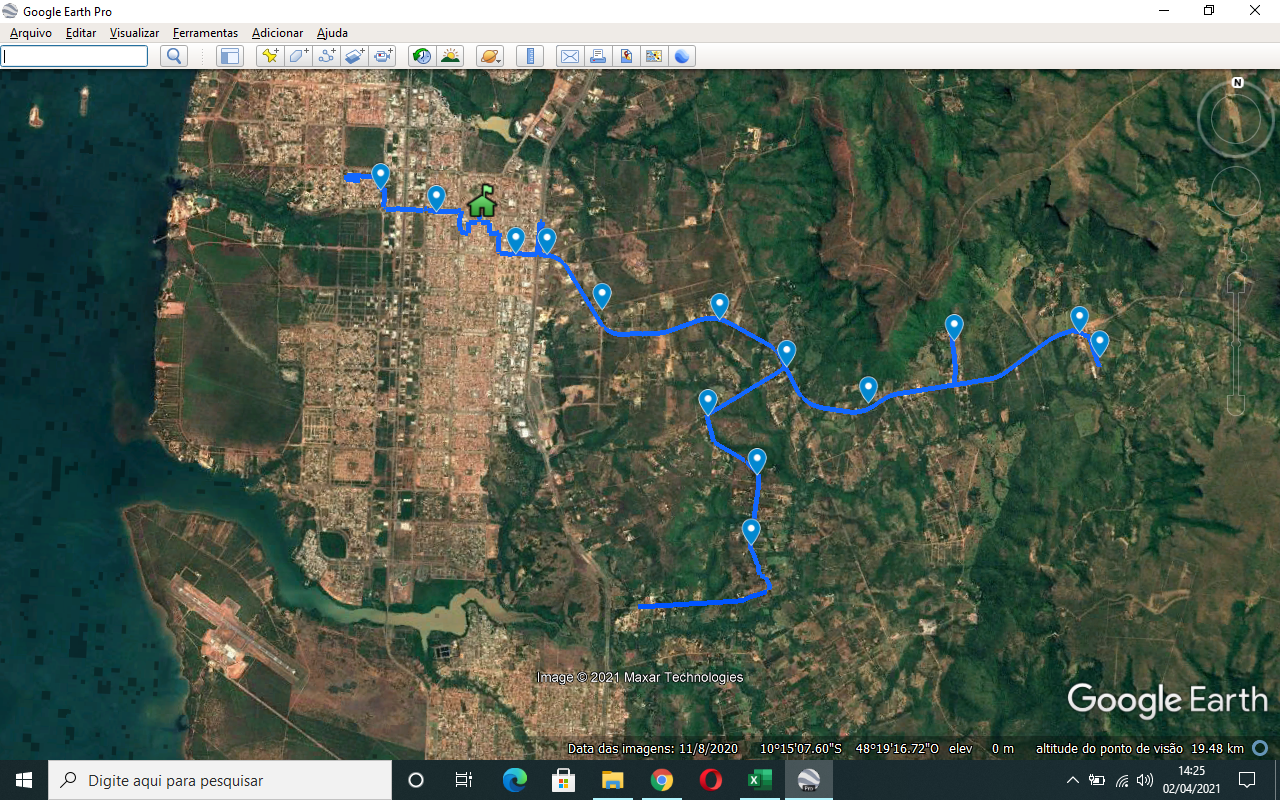 Google Earth Pro
Arquivo Editar Visualizar Ferramentas Adicionar Ajuda
N
Image © 2021 Maxar Technologies
Google Earth
Data das imagens: 11/8/2020 10°15'07.60"S 48°19'16.72"O elev 0 m altitude do ponto de visão 19.48 km
Digite aqui para pesquisar
Pro
14:25
02/04/2021